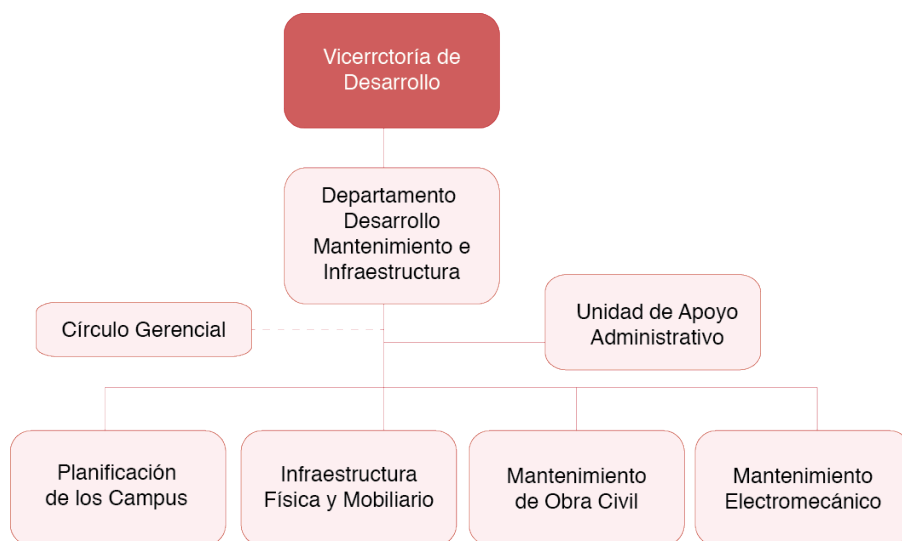 Vicerrctoría de
Desarrollo
Departamento
Desarrollo
Mantenimiento e
Infraestructura
Círculo Gerencial
Unidad de Apoyo
Administrativo
Planificación
de los Campus
Infraestructura
Física y Mobiliario
Mantenimiento
de Obra Civil
Mantenimiento
Electromecánico